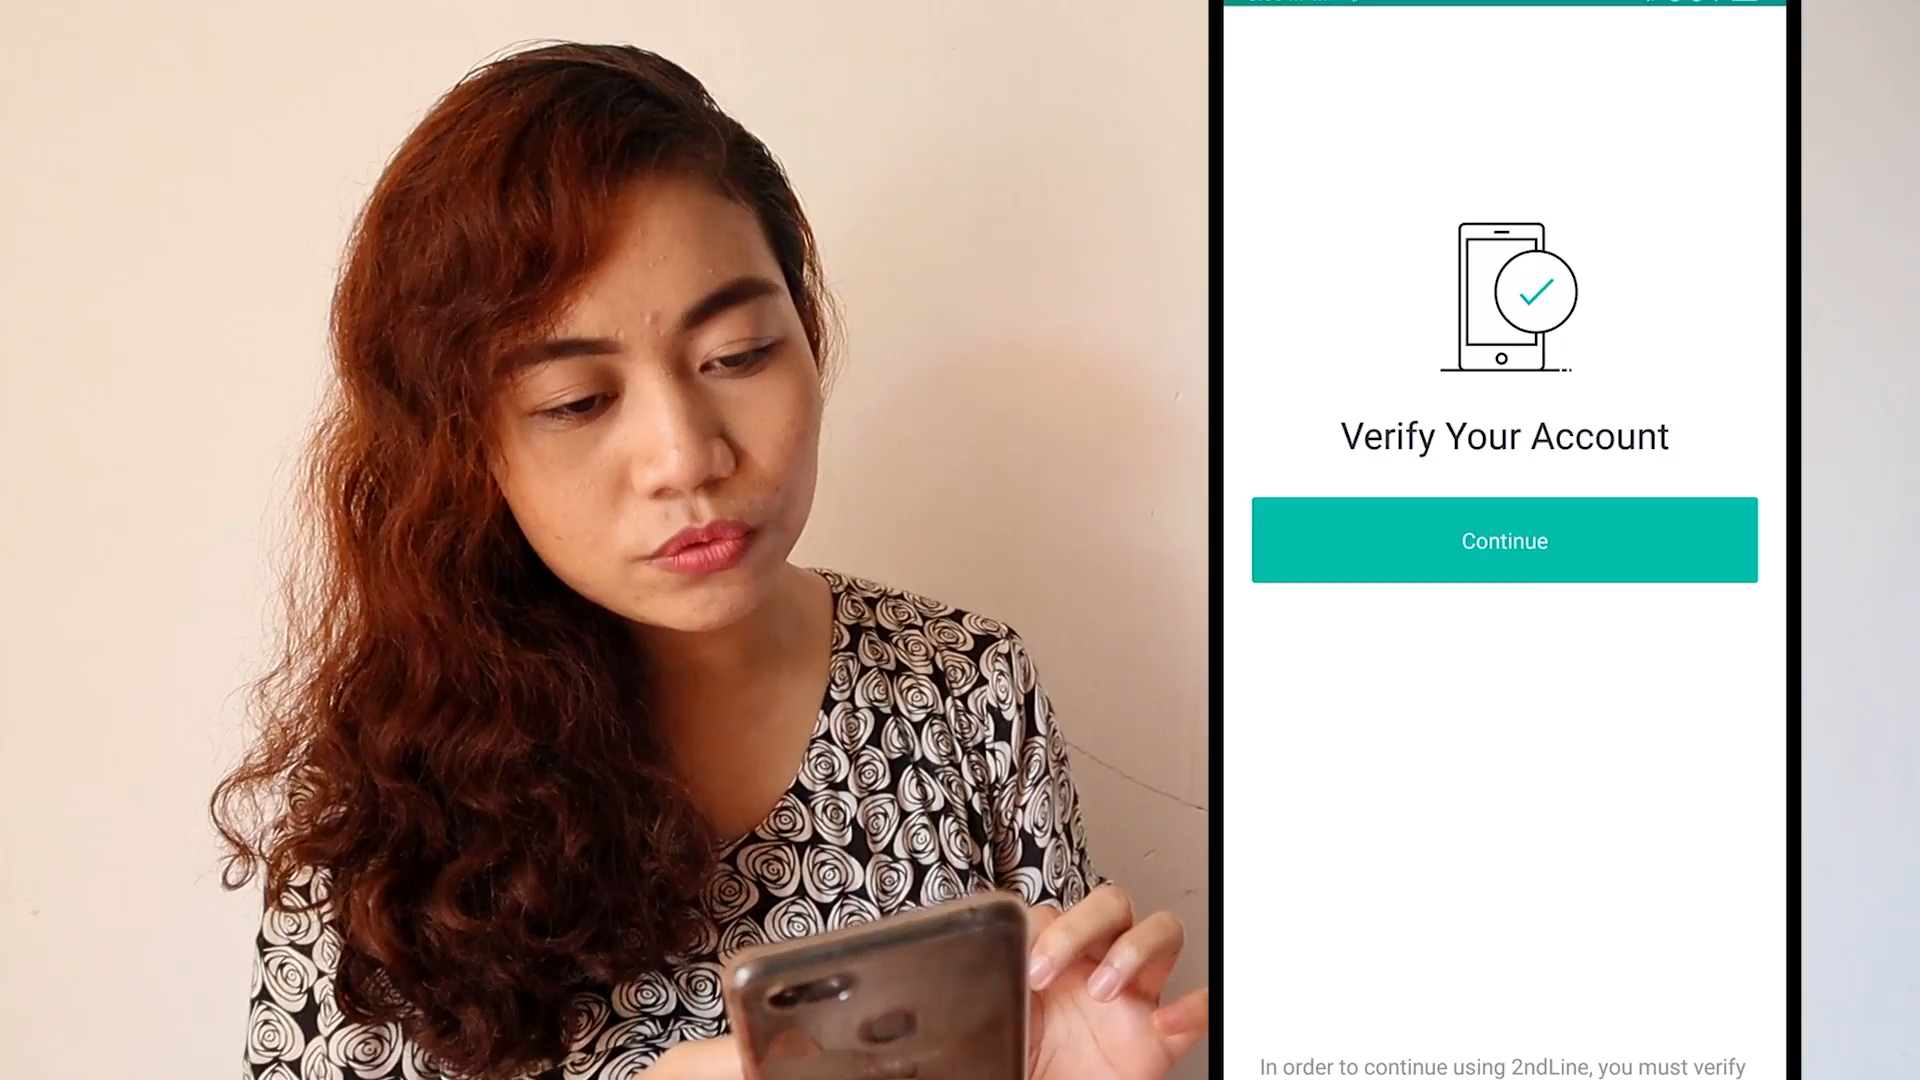 Verify Your Account
Continue
In order to continue using 2ndLine, you must verify